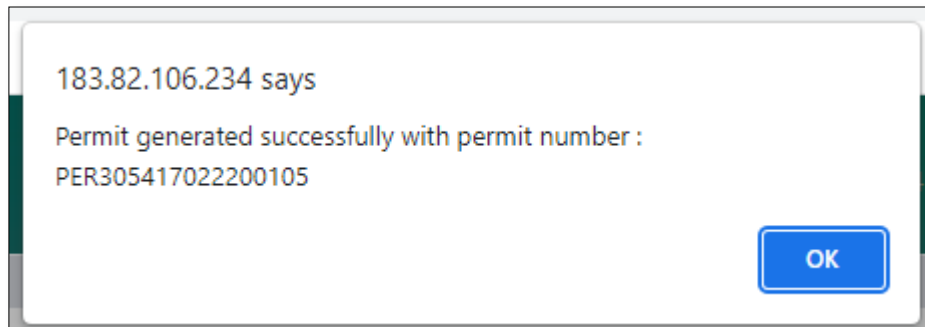 183.82.106.234 says
Permit generated successfully with permit number :
PER305417022200105
OK